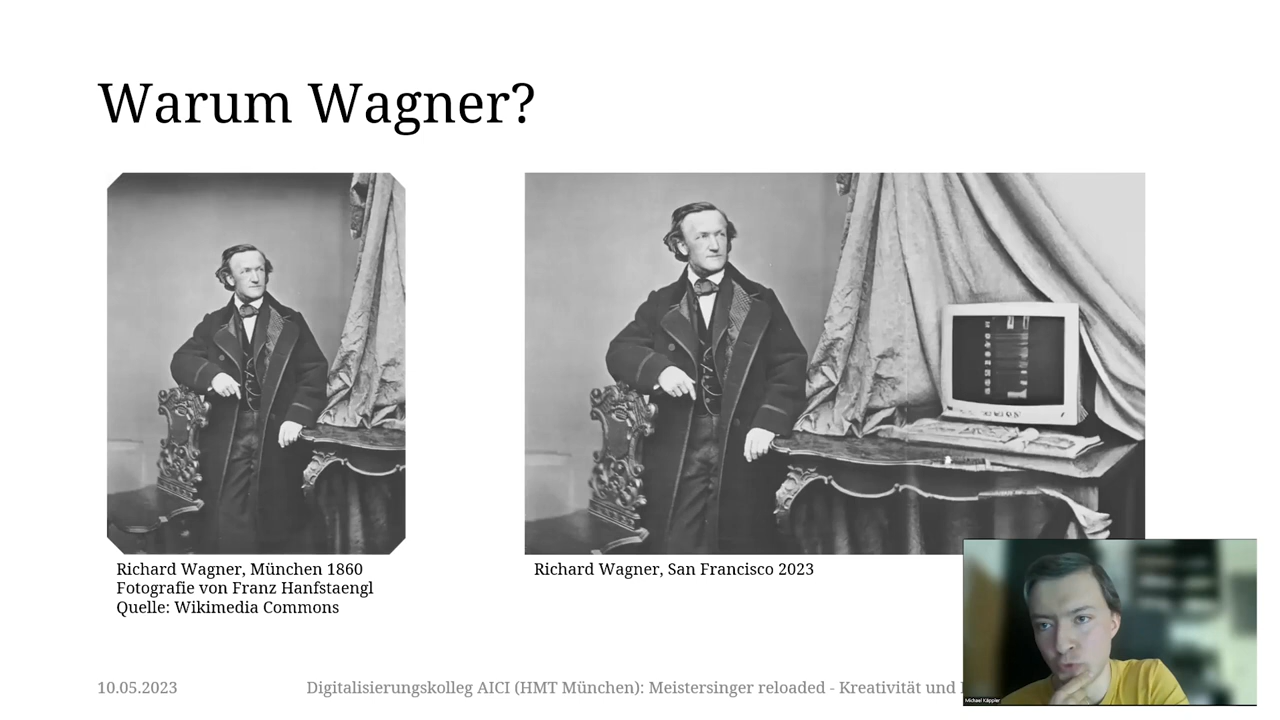 Warum Wagner?
Richard Wagner, München 1860
Fotografie von Franz Hanfstaengl
Quelle: Wikimedia Commons
Richard Wagner, San Francisco 2023
10.05.2023
Digitalisierungskolleg AICI (HMT München): Meistersinger reloaded - Kreativität und
Michael Käppler